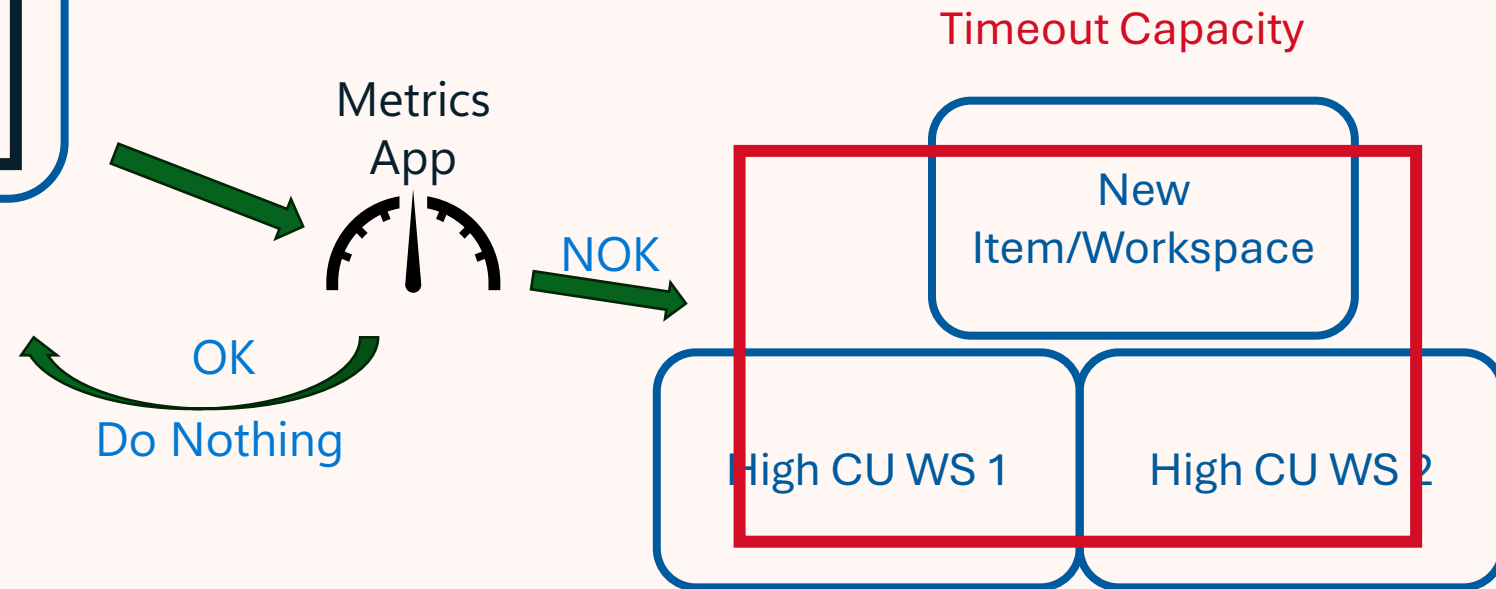 Timeout Capacity
Metrics
App
NOK
New
Item/Workspace
OK
Do Nothing
High CU WS 1
High CU WS 2